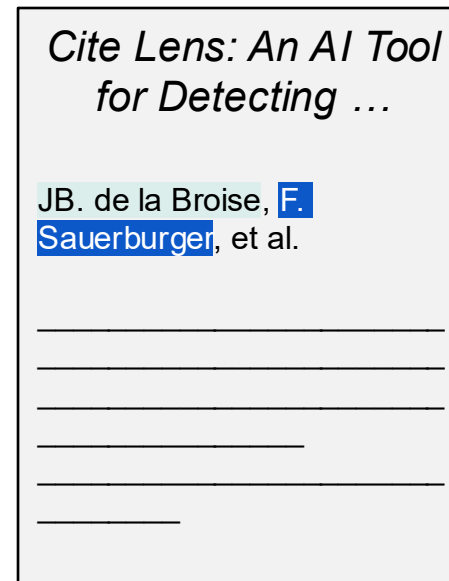 Cite Lens: An AI Tool
for Detecting …
JB. de la Broise, F.
Sauerburger, et al.